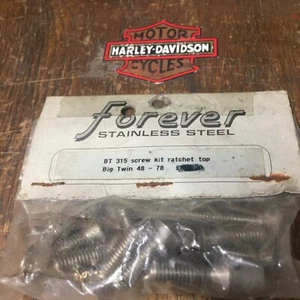 MOTOR
HARLEY-DAVIDSON
CYCLES
forever
STAINLESS STEEL
BT 315 screw kit ratchet top
Big Twin 48 - 78